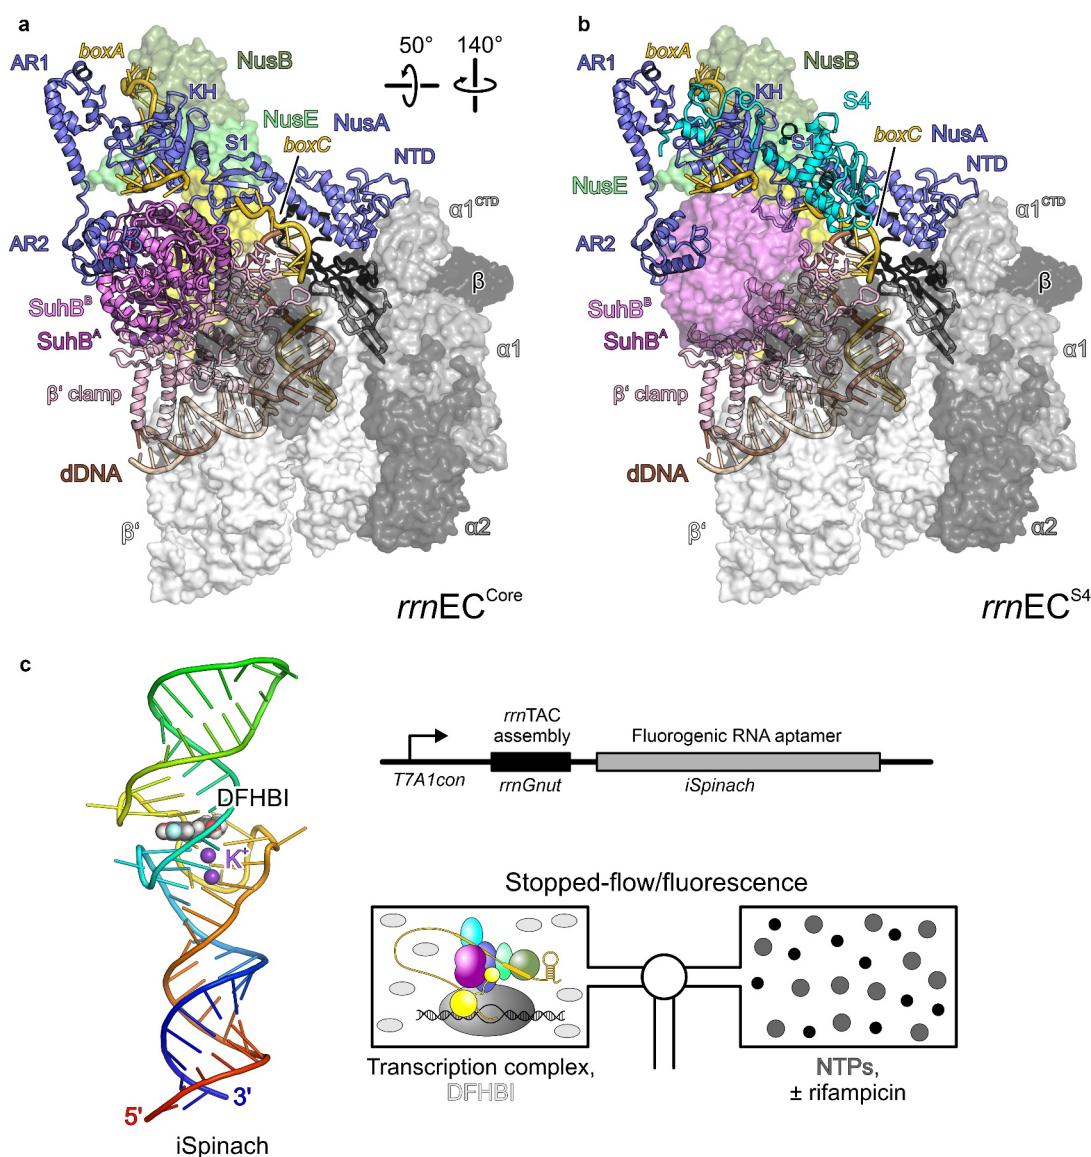 a
boxA
NusB
50°
140°
AR1
KH
NusE
NusA
S1
boxC
NTD
α1CTD
AR2
β
SuhBB
SuhBA
α1
β‘ clamp
dDNA
β‘
α2
rrnECCore
b
boxA
NusB
AR1
KH
S4
S1
boxC
NusA
NTD
NusE
α1CTD
AR2
β
SuhBB
SuhBA
α1
β‘ clamp
dDNA
β‘
α2
rrnECS4
c
DFHBI
K+
5'
3'
iSpinach
rrnTAC
assembly
Fluorogenic RNA aptamer
T7A1con
rrnGnut
iSpinach
Stopped-flow/fluorescence
Transcription complex,
DFHBI
NTPs,
± rifampicin